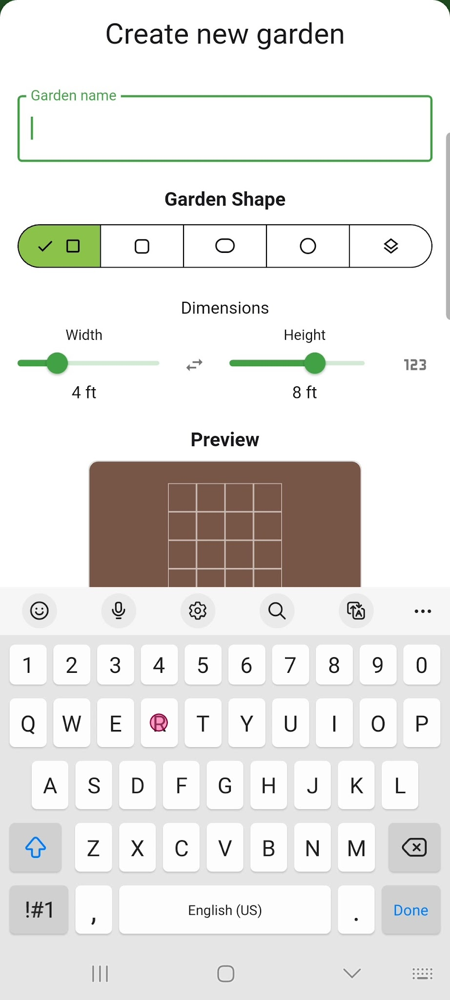 Create new garden
Garden name
Garden Shape
Dimensions
Width
Height
123
4 ft
8 ft
Preview
1 2 3 4 5 6 7 8 9 0
Q W E R T Y U I O P
A S D F G H J K L
Z X C V B N M
!#1 , English (US) . Done